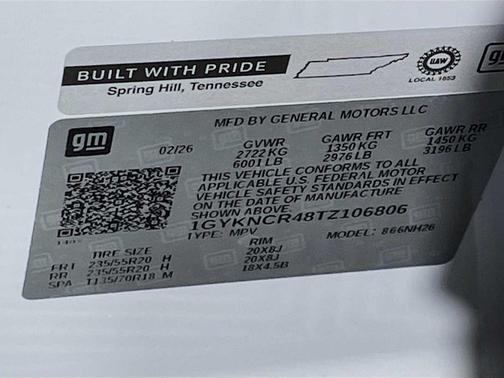 BUILT WITH PRIDE
Spring Hill, Tennessee
UAW
LOCAL 1853
gm
gm
MFD BY GENERAL MOTORS LLC
02/26
GVWR GAWR FRT GAWR RR
2722 KG 1350 KG 1450 KG
6001 LB 2976 LB 3196 LB
THIS VEHICLE CONFORMS TO ALL
APPLICABLE U.S. FEDERAL MOTOR
VEHICLE SAFETY STANDARDS IN EFFECT
ON THE DATE OF MANUFACTURE
SHOWN ABOVE
1GYKNCR48TZ106806
TYPE: MPV MODEL: 866NH26
TIRE SIZE RIM
FRT 235/55R20 H 20X8J
RR 235/55R20 H 20X8J
SPA T135/70R18 M 18X4.5B